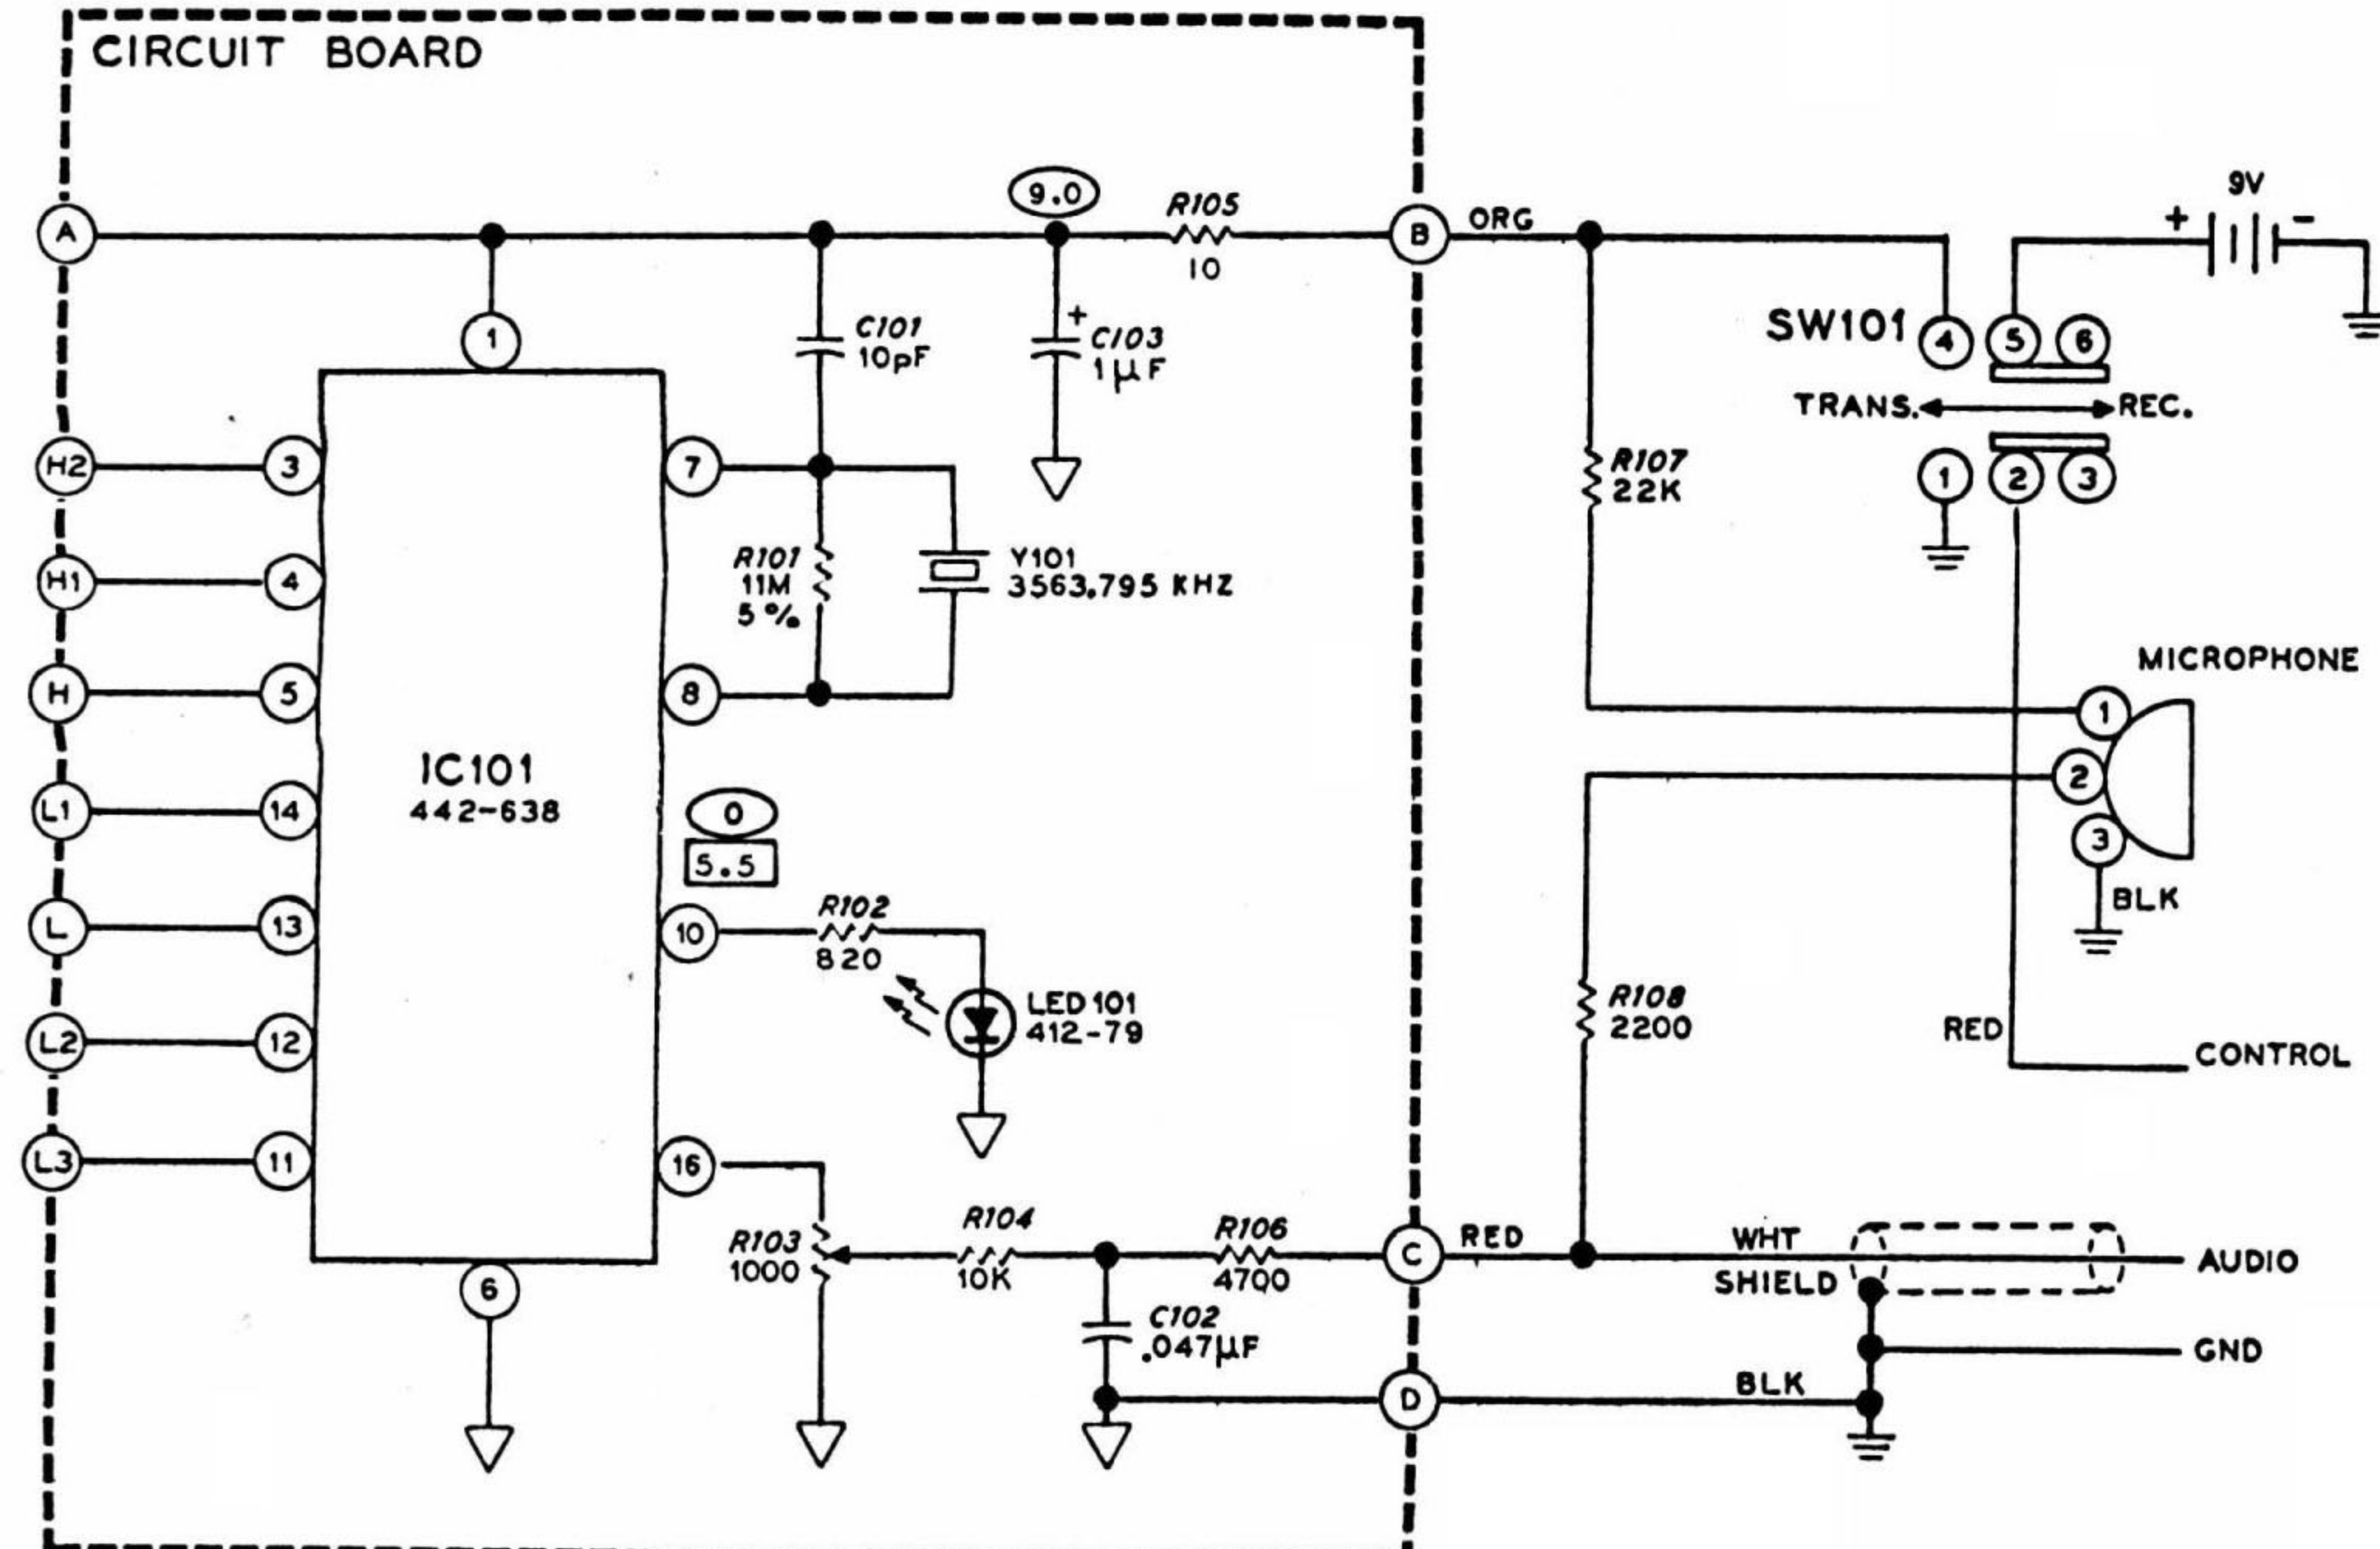 CIRCUIT BOARD
9V
+ -
9.0
R105
A
B
ORG
10
1
C101
10pF
+
C103
1µF
SW101
4
5
6
TRANS.
REC.
H2
3
7
R107
22K
1
2
3
H1
4
R101
11M
5%
Y101
3563.795 KHZ
MICROPHONE
H
5
8
1
IC101
442-638
2
L1
14
0
5.5
3
BLK
L
13
10
R102
820
LED101
412-79
R108
2200
L2
12
RED
CONTROL
L3
11
16
R103
1000
R104
10K
R106
4700
C
RED
WHT
SHIELD
AUDIO
6
C102
.047µF
GND
D
BLK